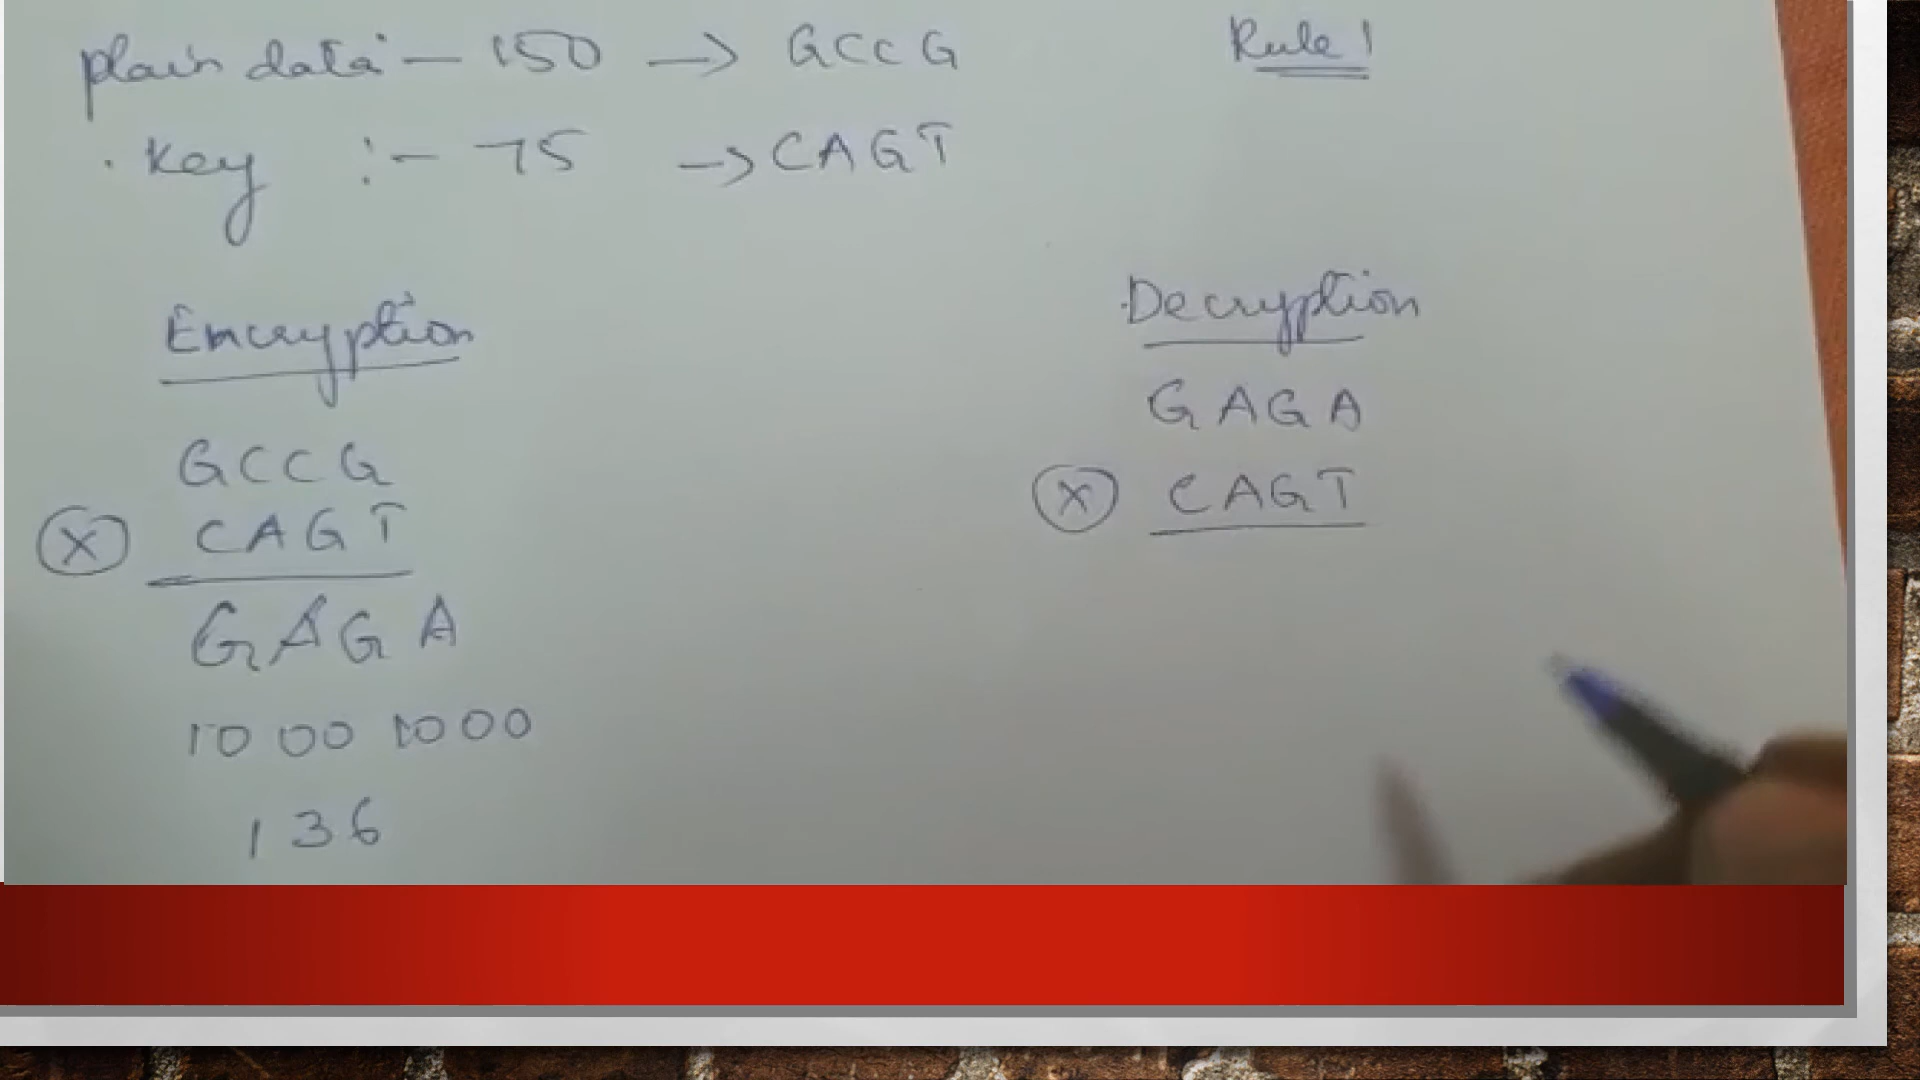 plain data - 150 -> GCCG
Rule 1
Key :- 75 -> CAGT
Encryption
GCCG
X CAGT
GAGA
10 00 10 00
136
Decryption
GAGA
X CAGT